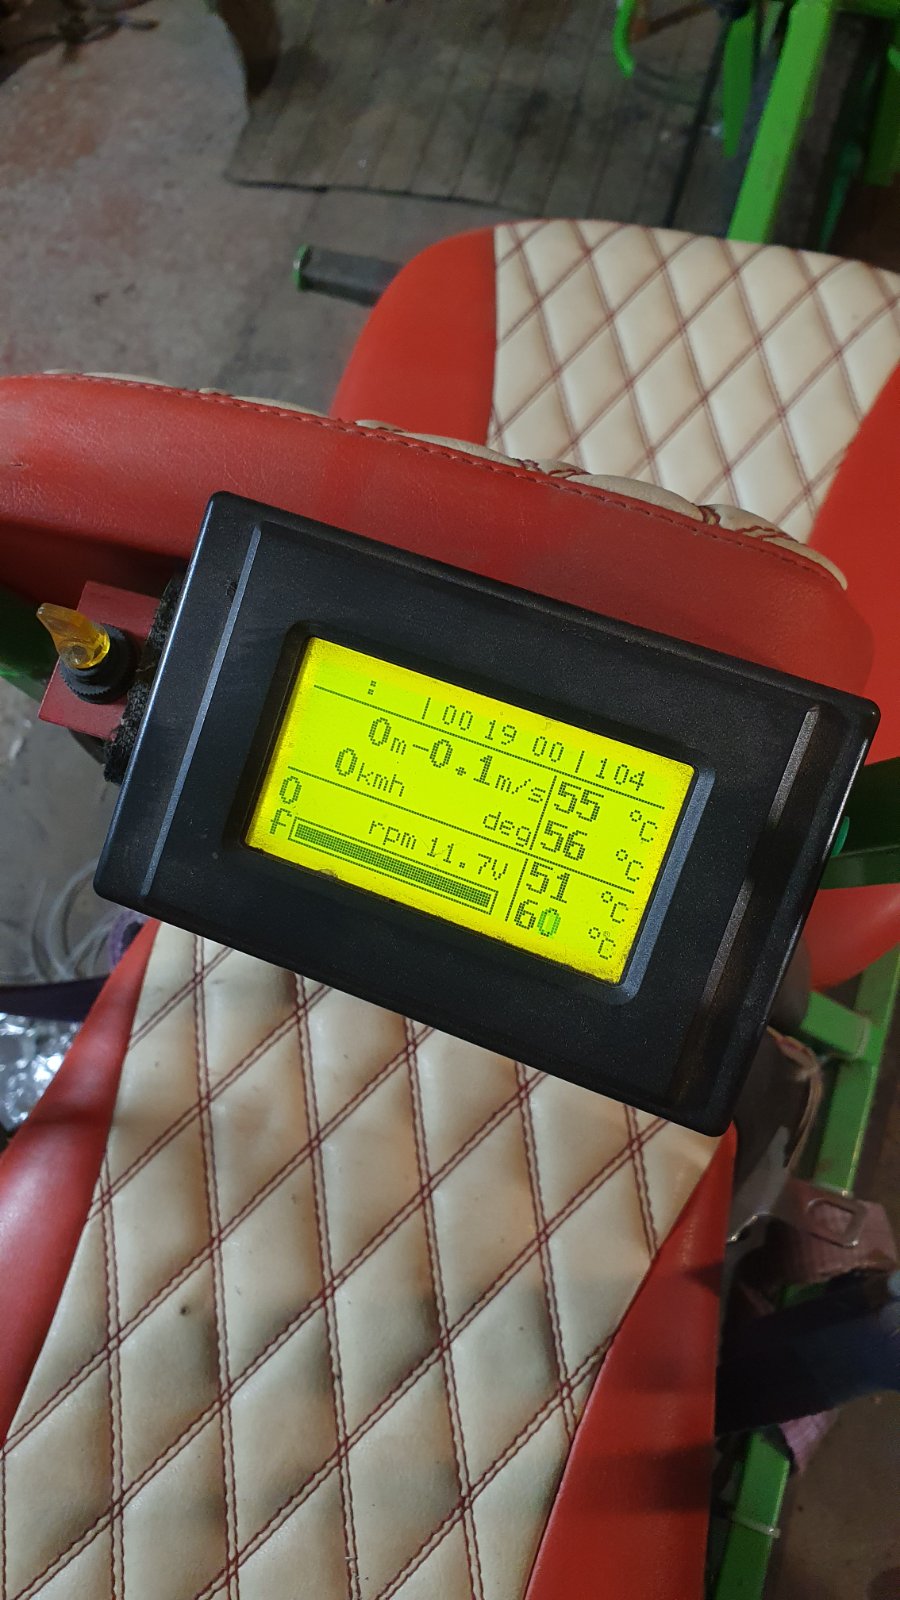 : | 00 19 00 | 104
0m -0.1m/s 55 °C
0kmh deg 56 °C
0 rpm 11.7V 51 °C
f 60 °C